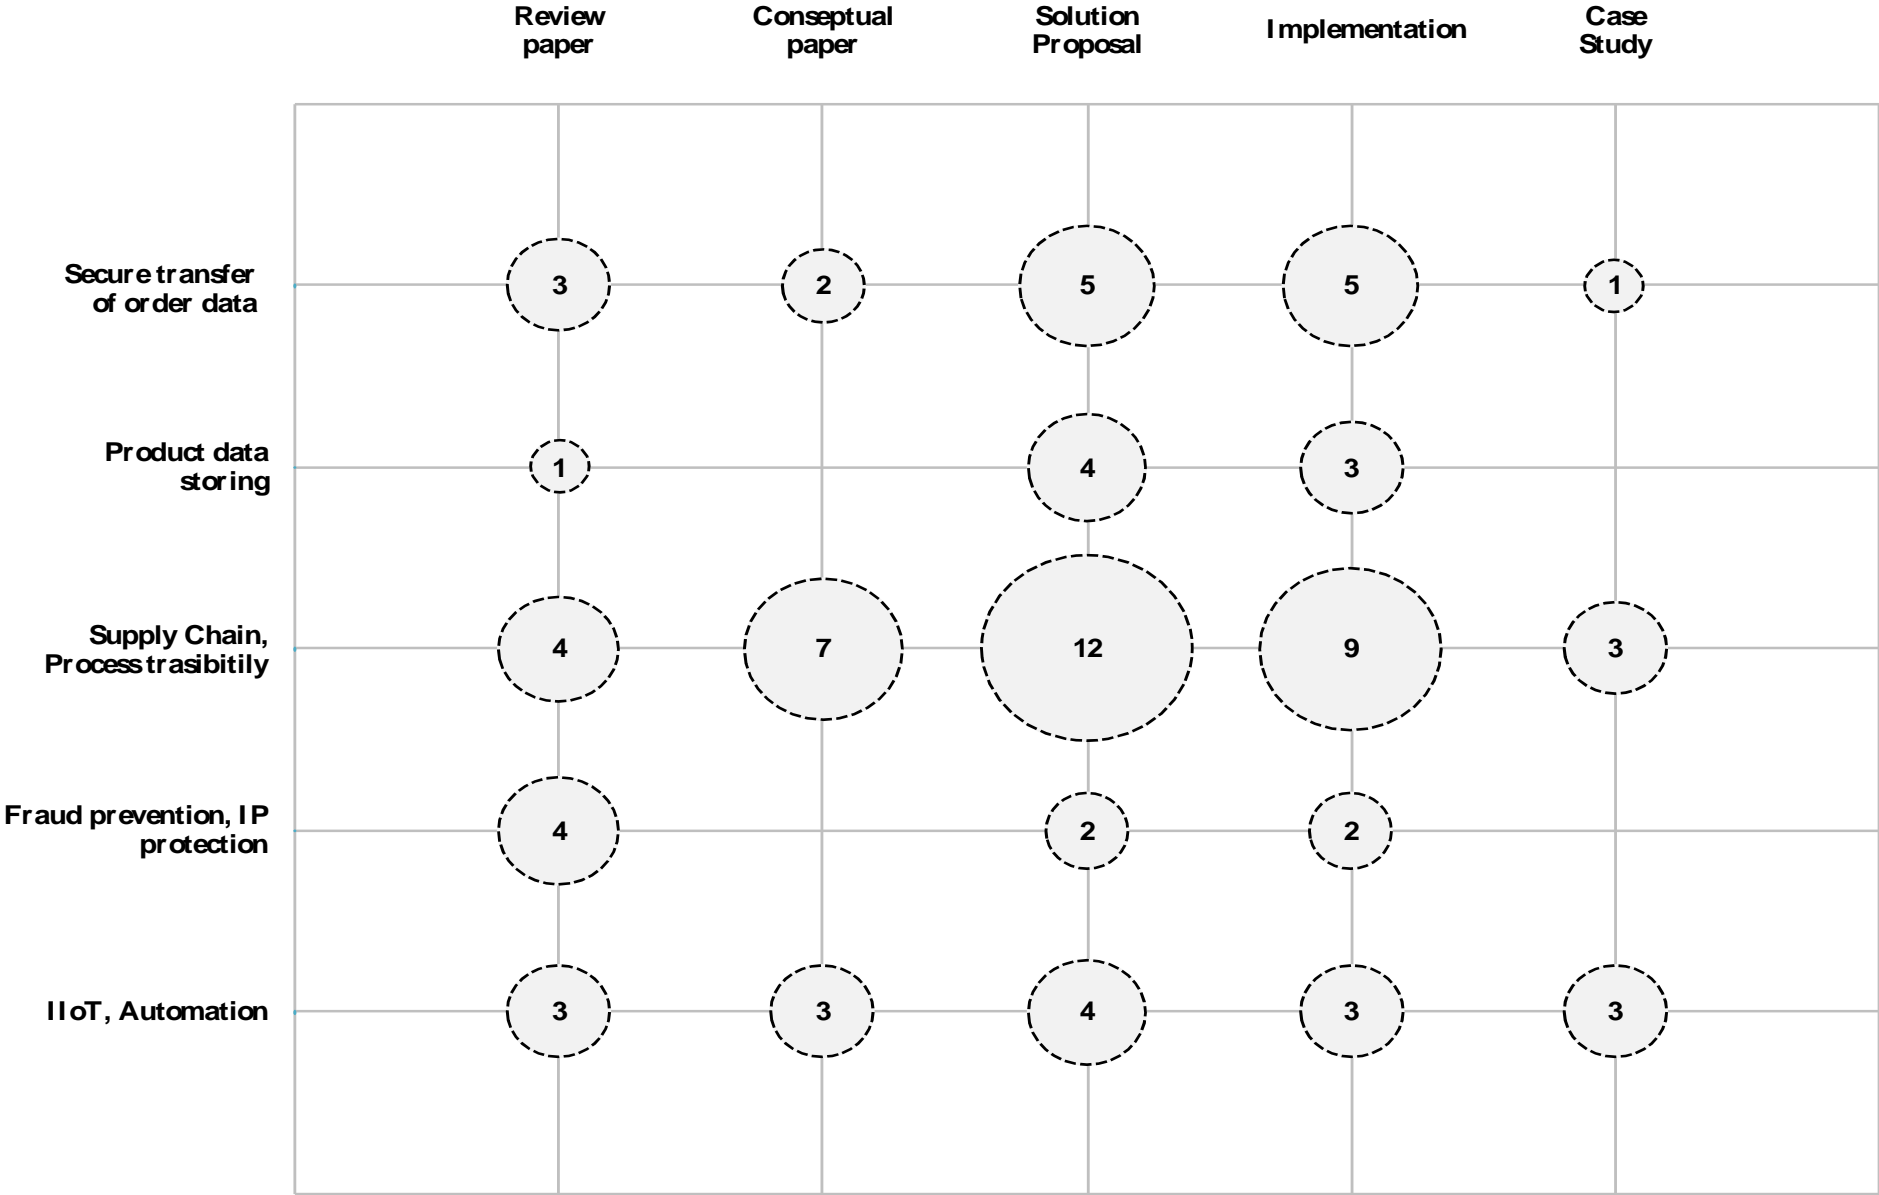 Review
paper
Conseptual
paper
Solution
Proposal
Implementation
Case
Study
Secure transfer
of order data
3
2
5
5
1
Product data
storing
1
4
3
Supply Chain,
Process trasibitily
4
7
12
9
3
Fraud prevention, IP
protection
4
2
2
IIoT, Automation
3
3
4
3
3